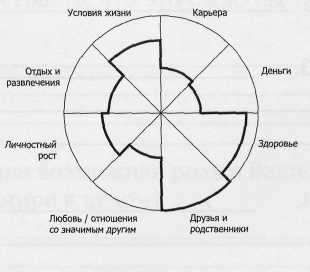 Условия жизни
Карьера
Отдых и
развлечения
Деньги
Личностный
рост
Здоровье
Любовь / отношения
со значимым другим
Друзья и
родственники